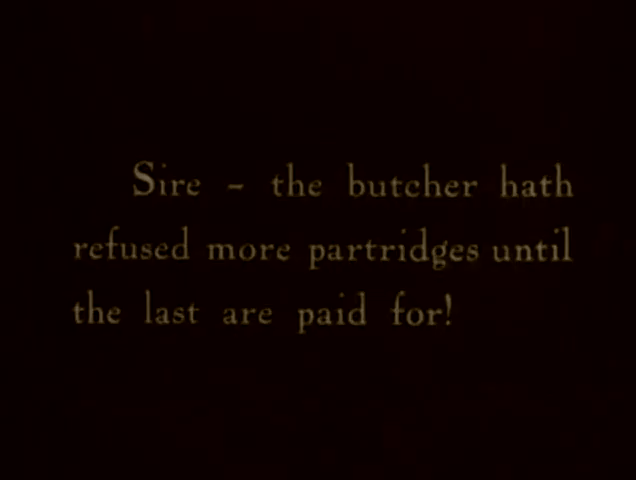 Sire – the butcher hath
refused more partridges until
the last are paid for!